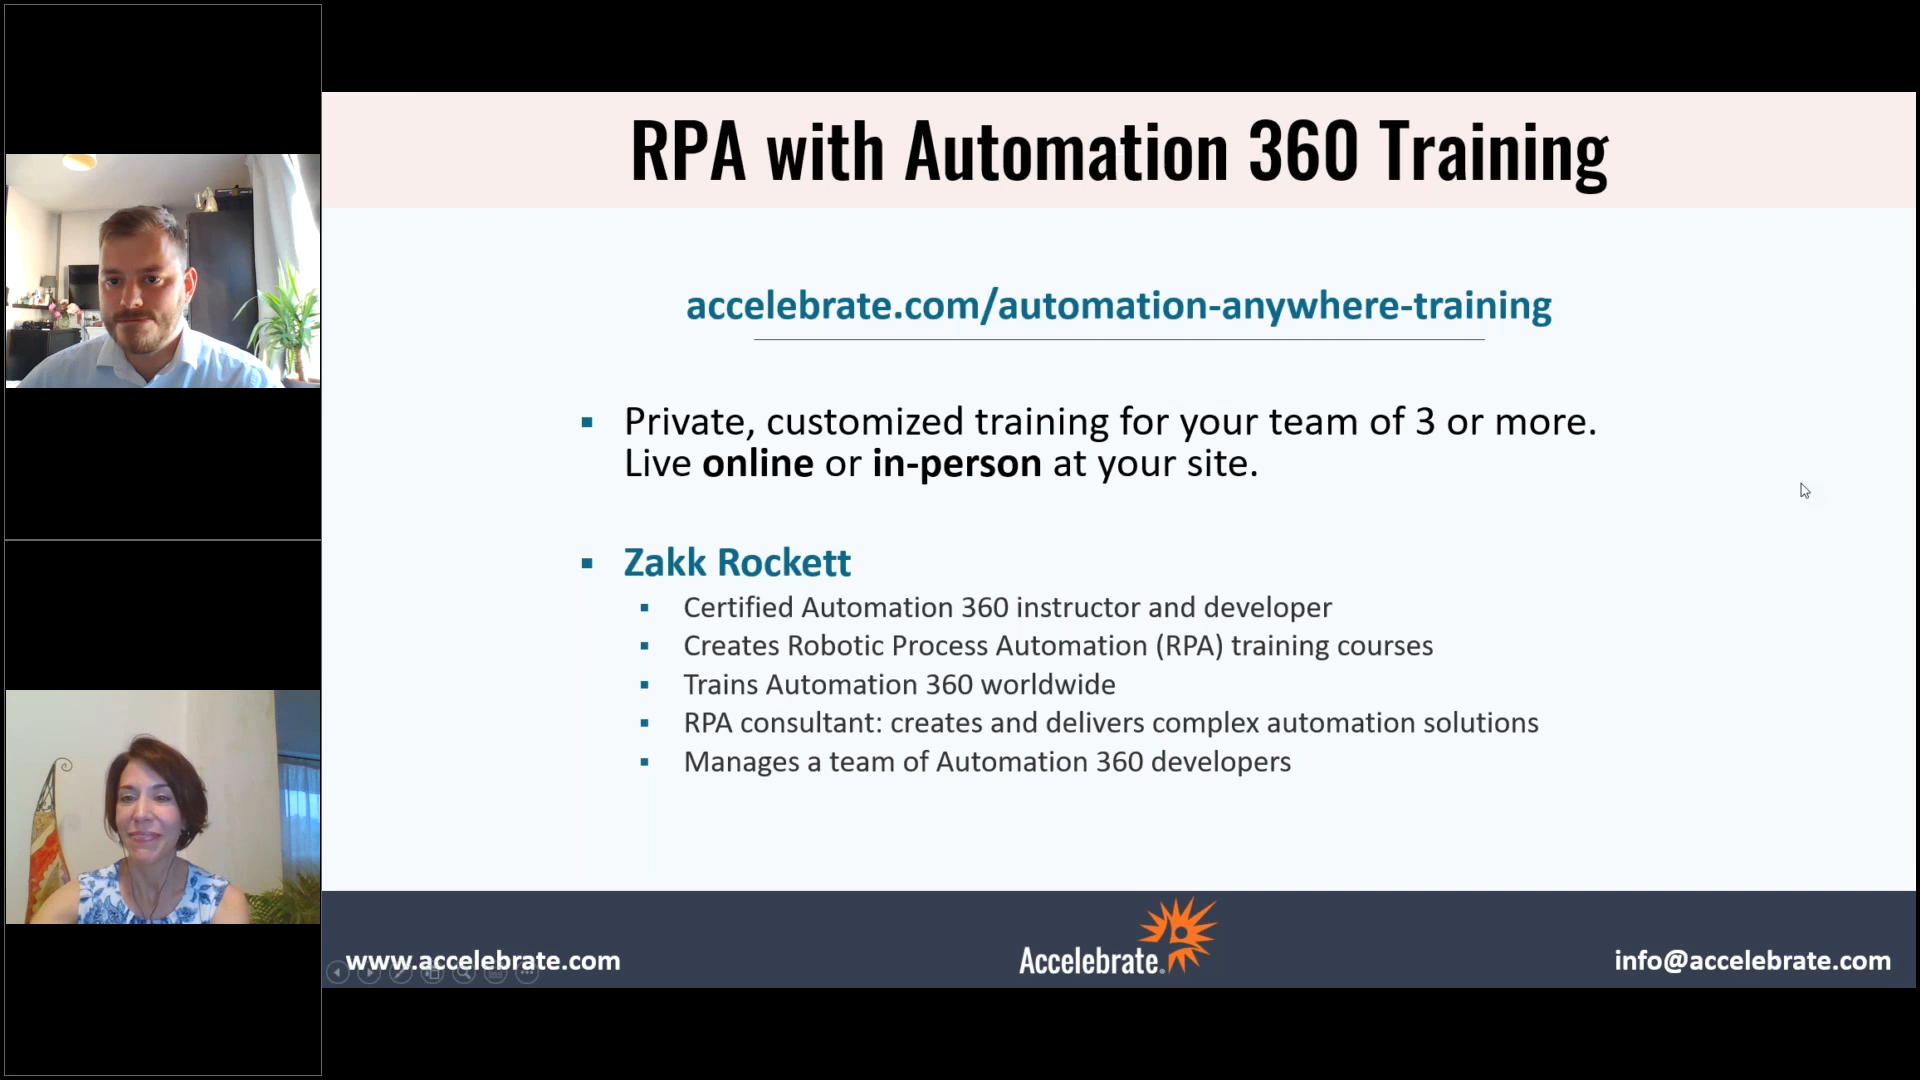 RPA with Automation 360 Training
accelebrate.com/automation-anywhere-training
Private, customized training for your team of 3 or more.
Live online or in-person at your site.
Zakk Rockett
Certified Automation 360 instructor and developer
Creates Robotic Process Automation (RPA) training courses
Trains Automation 360 worldwide
RPA consultant: creates and delivers complex automation solutions
Manages a team of Automation 360 developers
www.accelebrate.com
Accelebrate.
info@accelebrate.com